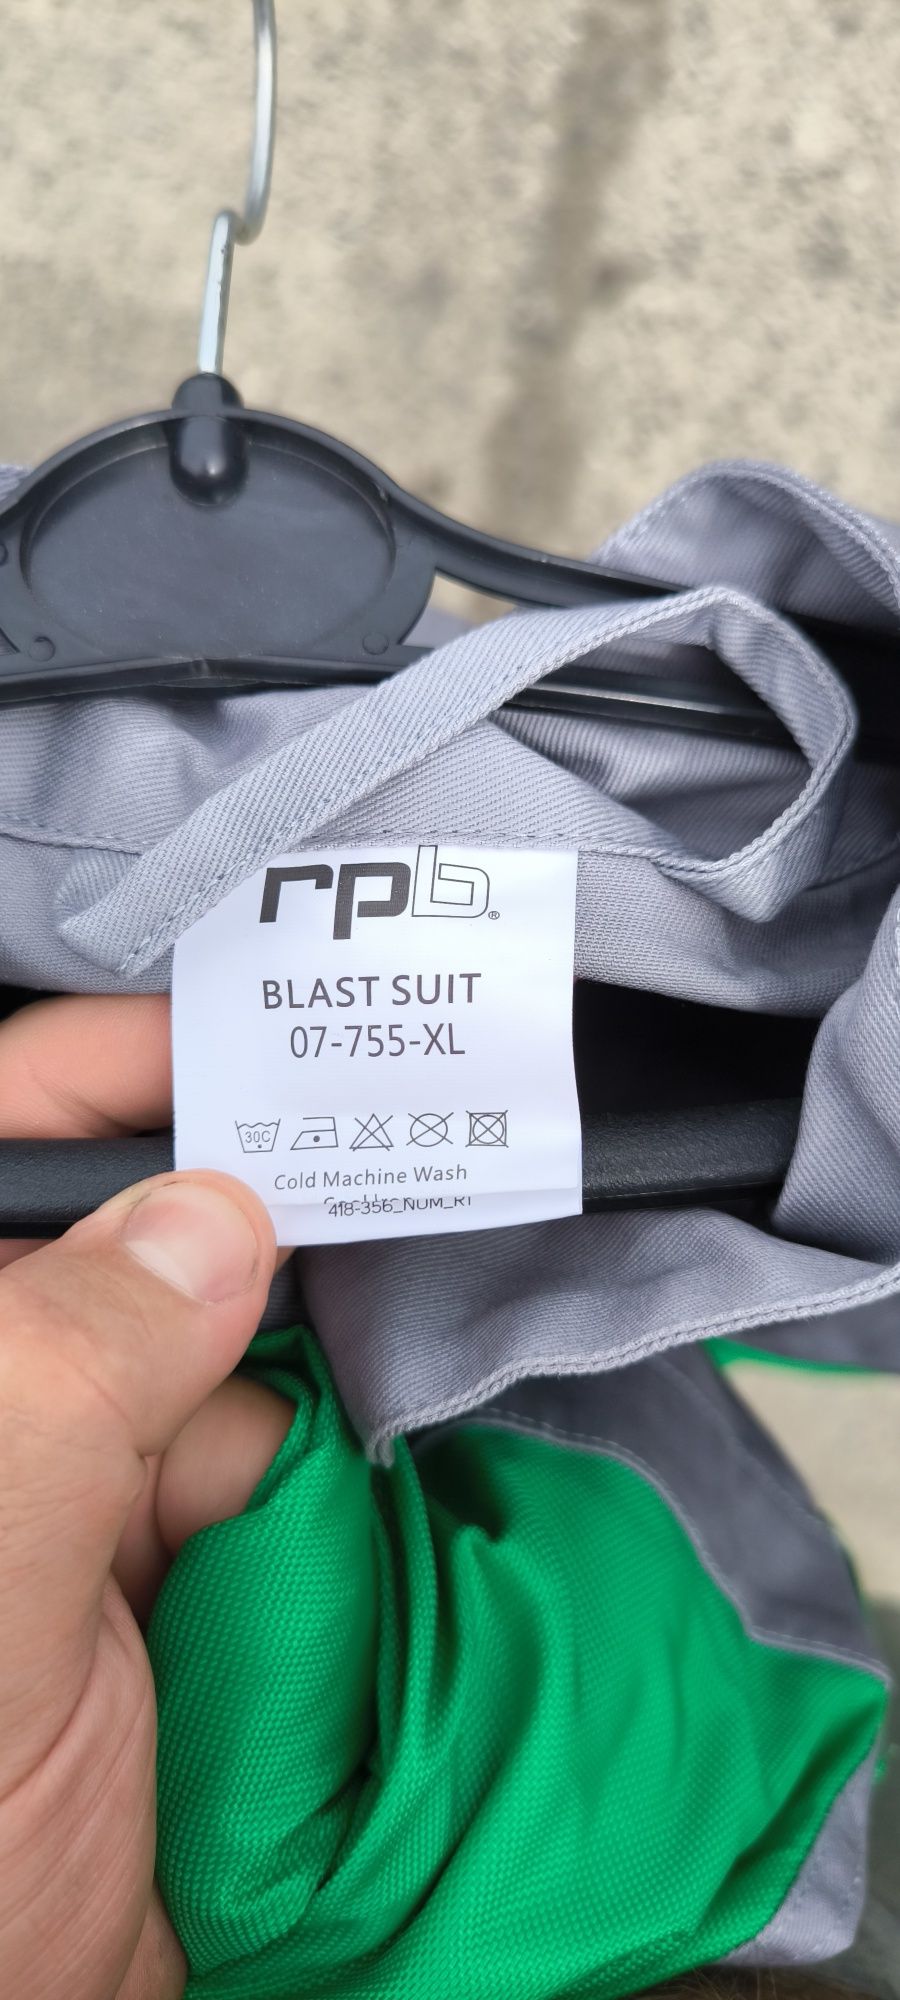 rpb®
BLAST SUIT
07-755-XL
30C
Cold Machine Wash
418-356_NUM_R1